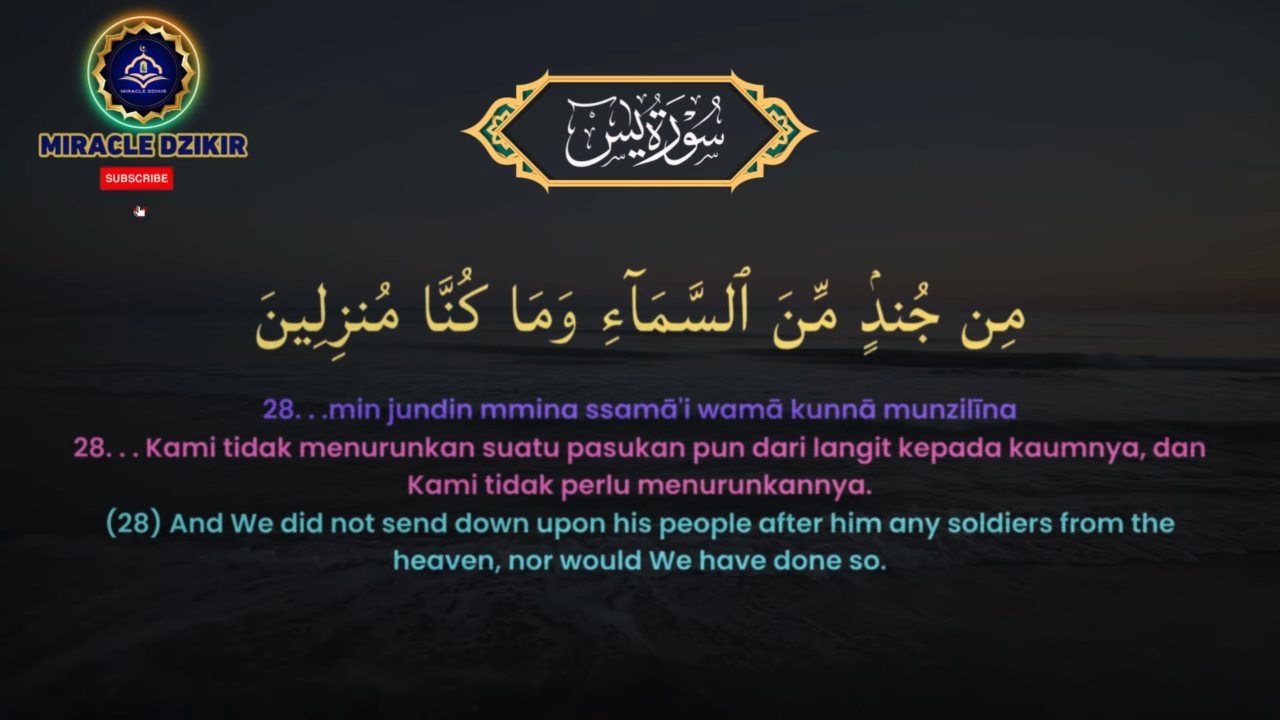 MIRACLE DZIKIR
MIRACLE DZIKIR
SUBSCRIBE
سُوْرَةُ يٰسٓ
مِن جُندٍۢ مِّنَ ٱلسَّمَآءِ وَمَا كُنَّا مُنزِلِينَ
28. . .min jundin mmina ssamā'i wamā kunnā munzilīna
28. . . Kami tidak menurunkan suatu pasukan pun dari langit kepada kaumnya, dan
Kami tidak perlu menurunkannya.
(28) And We did not send down upon his people after him any soldiers from the
heaven, nor would We have done so.